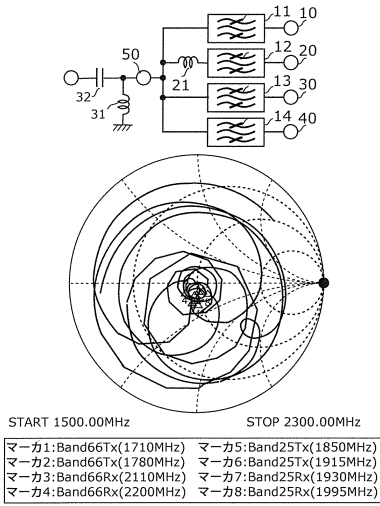 11 10
50 12 20
21 13 30
32 14 40
31
START 1500.00MHz STOP 2300.00MHz
マーカ1:Band66Tx(1710MHz) マーカ5:Band25Tx(1850MHz)
マーカ2:Band66Tx(1780MHz) マーカ6:Band25Tx(1915MHz)
マーカ3:Band66Rx(2110MHz) マーカ7:Band25Rx(1930MHz)
マーカ4:Band66Rx(2200MHz) マーカ8:Band25Rx(1995MHz)